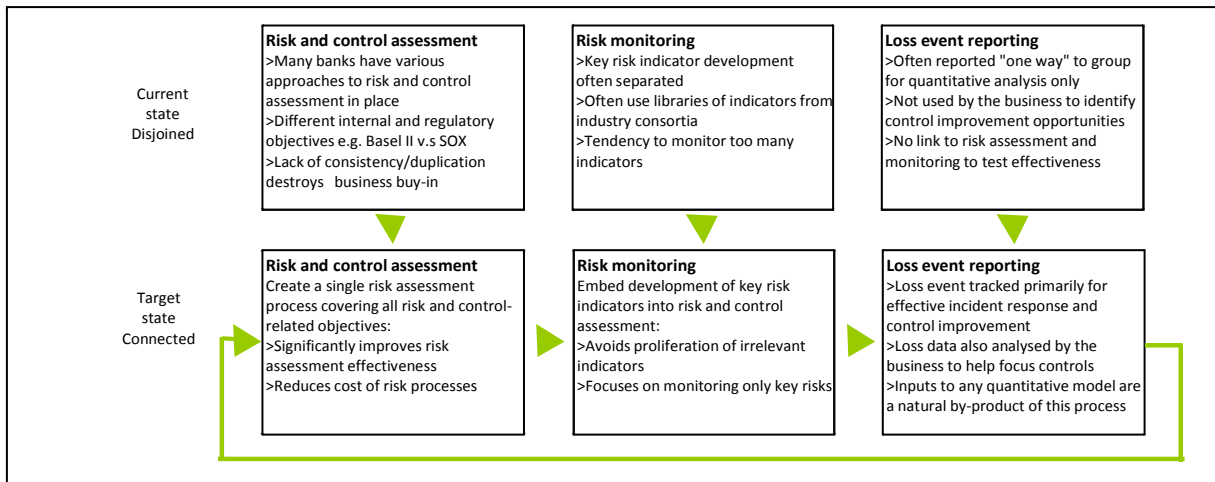 Current
state
Disjoined
Risk and control assessment
>Many banks have various
approaches to risk and control
assessment in place
>Different internal and regulatory
objectives e.g. Basel II v.s SOX
>Lack of consistency/duplication
destroys business buy-in
Risk monitoring
>Key risk indicator development
often separated
>Often use libraries of indicators from
industry consortia
>Tendency to monitor too many
indicators
Loss event reporting
>Often reported "one way" to group
for quantitative analysis only
>Not used by the business to identify
control improvement opportunities
>No link to risk assessment and
monitoring to test effectiveness
Target
state
Connected
Risk and control assessment
Create a single risk assessment
process covering all risk and control-
related objectives:
>Significantly improves risk
assessment effectiveness
>Reduces cost of risk processes
Risk monitoring
Embed development of key risk
indicators into risk and control
assessment:
>Avoids proliferation of irrelevant
indicators
>Focuses on monitoring only key risks
Loss event reporting
>Loss event tracked primarily for
effective incident response and
control improvement
>Loss data also analysed by the
business to help focus controls
>Inputs to any quantitative model are
a natural by-product of this process